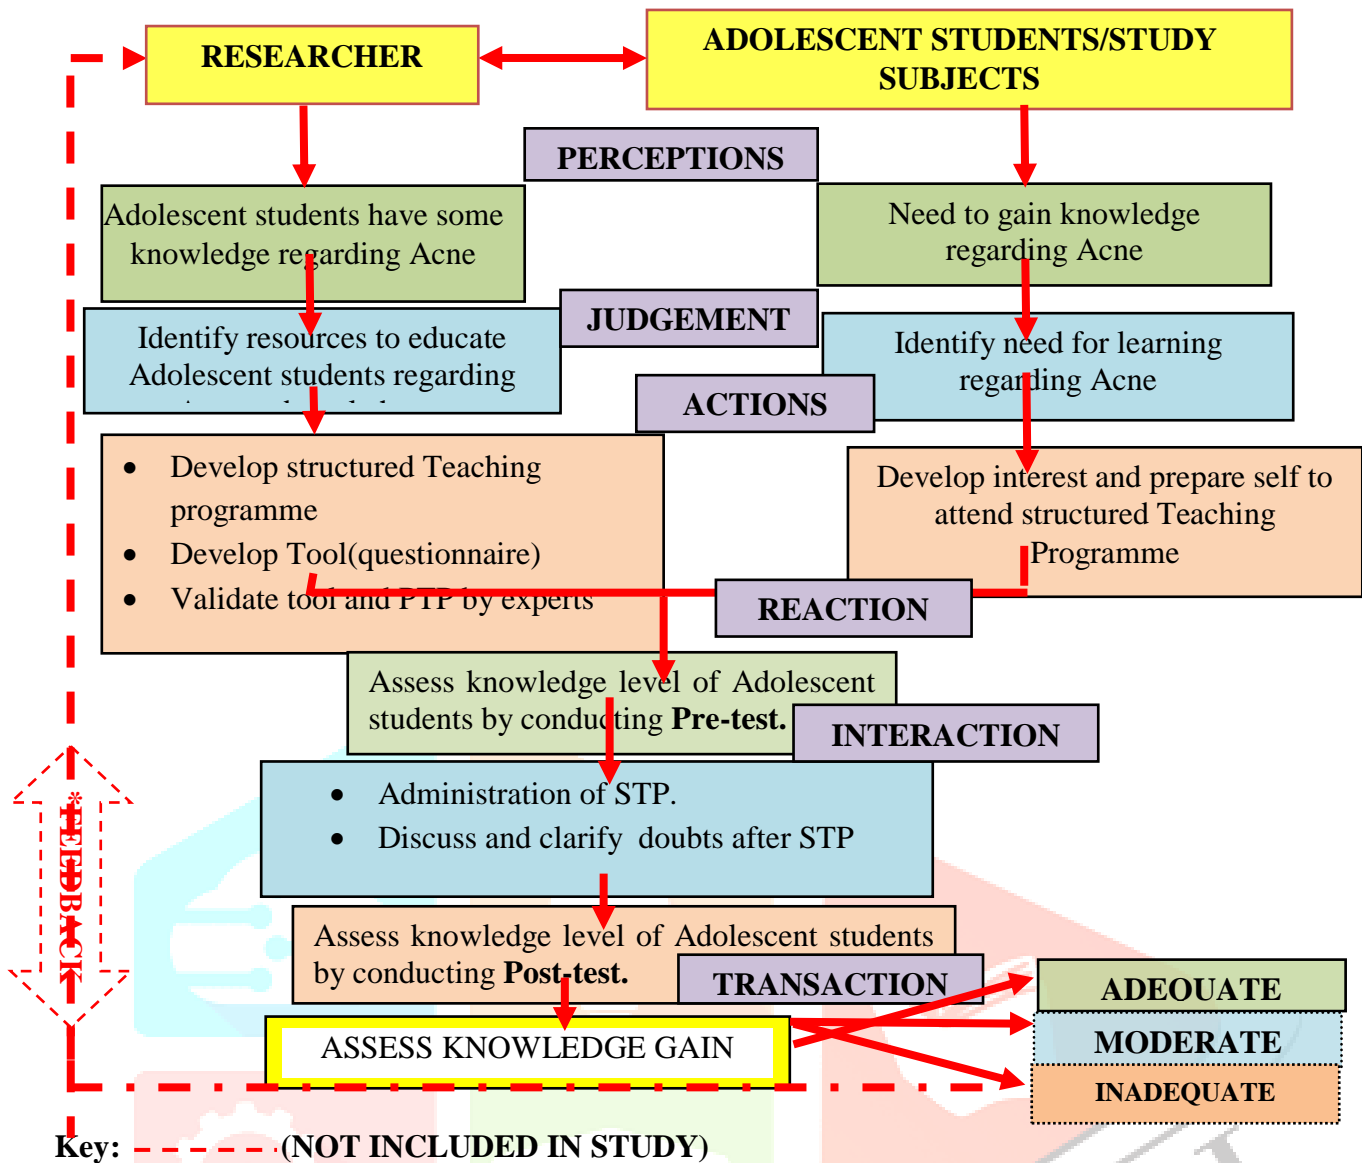 RESEARCHER
ADOLESCENT STUDENTS/STUDY
SUBJECTS
PERCEPTIONS
Adolescent students have some
knowledge regarding Acne
Need to gain knowledge
regarding Acne
JUDGEMENT
Identify resources to educate
Adolescent students regarding
Identify need for learning
regarding Acne
ACTIONS
• Develop structured Teaching
programme
• Develop Tool(questionnaire)
• Validate tool and PTP by experts
Develop interest and prepare self to
attend structured Teaching
Programme
REACTION
Assess knowledge level of Adolescent
students by conducting Pre-test.
INTERACTION
• Administration of STP.
• Discuss and clarify doubts after STP
*FEEDBACK
Assess knowledge level of Adolescent students
by conducting Post-test.
TRANSACTION
ASSESS KNOWLEDGE GAIN
ADEQUATE
MODERATE
INADEQUATE
Key: (NOT INCLUDED IN STUDY)